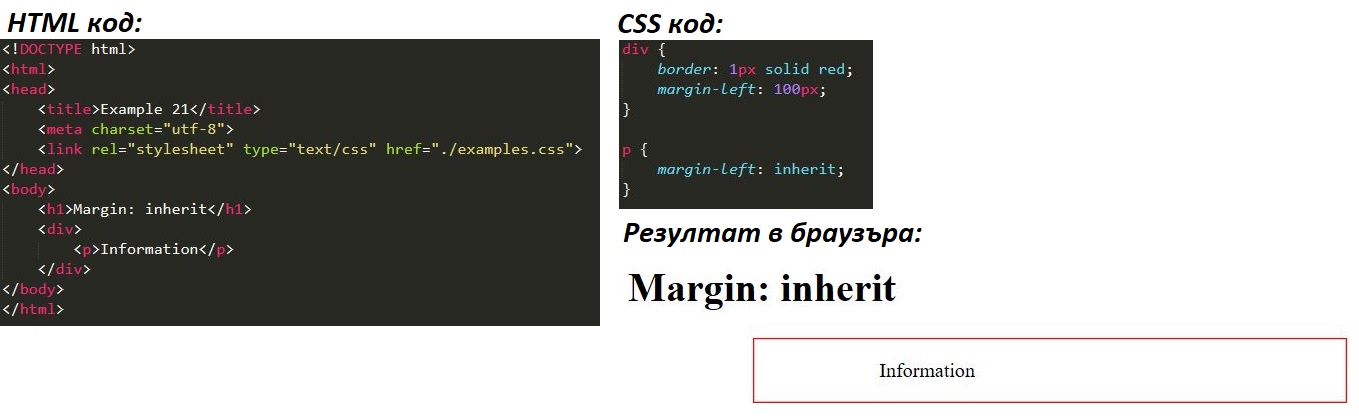 HTML код:
<!DOCTYPE html>
<html>
<head>
    <title>Example 21</title>
    <meta charset="utf-8">
    <link rel="stylesheet" type="text/css" href="./examples.css">
</head>
<body>
    <h1>Margin: inherit</h1>
    <div>
        <p>Information</p>
    </div>
</body>
</html>
CSS код:
div {
    border: 1px solid red;
    margin-left: 100px;
}

p {
    margin-left: inherit;
}
Резултат в браузъра:
Margin: inherit
Information